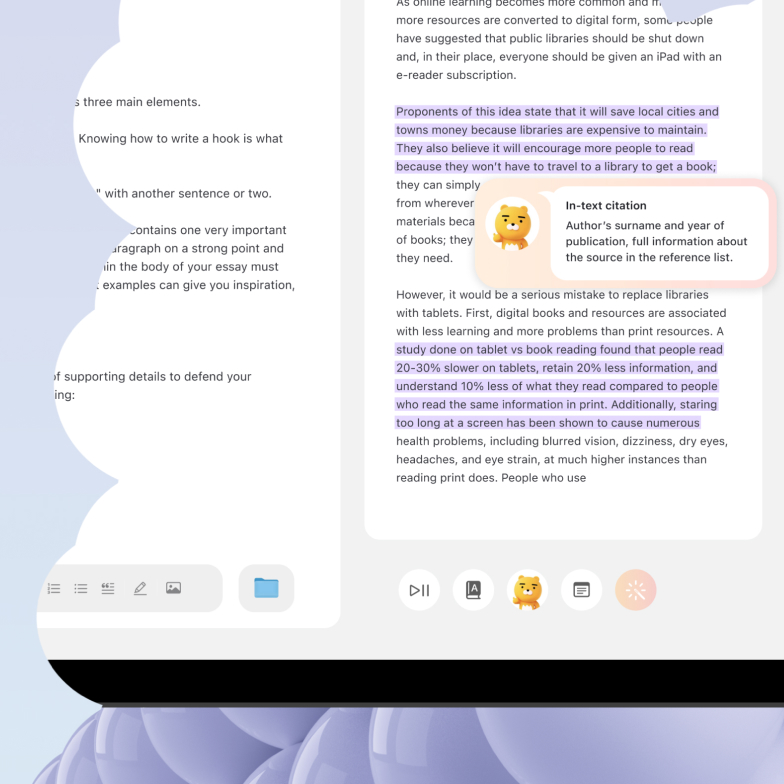 three main elements.
Knowing how to write a hook is what
" with another sentence or two.
contains one very important
paragraph on a strong point and
the body of your essay must
examples can give you inspiration,
of supporting details to defend your
As online learning becomes more common and
more resources are converted to digital form, some people
have suggested that public libraries should be shut down
and, in their place, everyone should be given an iPad with an
e-reader subscription.
Proponents of this idea state that it will save local cities and
towns money because libraries are expensive to maintain.
They also believe it will encourage more people to read
because they won't have to travel to a library to get a book;
they can simply
from wherever
materials
of books; they
they need.
In-text citation
Author's surname and year of
publication, full information about
the source in the reference list.
However, it would be a serious mistake to replace libraries
with tablets. First, digital books and resources are associated
with less learning and more problems than print resources. A
study done on tablet vs book reading found that people read
20-30% slower on tablets, retain 20% less information, and
understand 10% less of what they read compared to people
who read the same information in print. Additionally, staring
too long at a screen has been shown to cause numerous
health problems, including blurred vision, dizziness, dry eyes,
headaches, and eye strain, at much higher instances than
reading print does. People who use
A